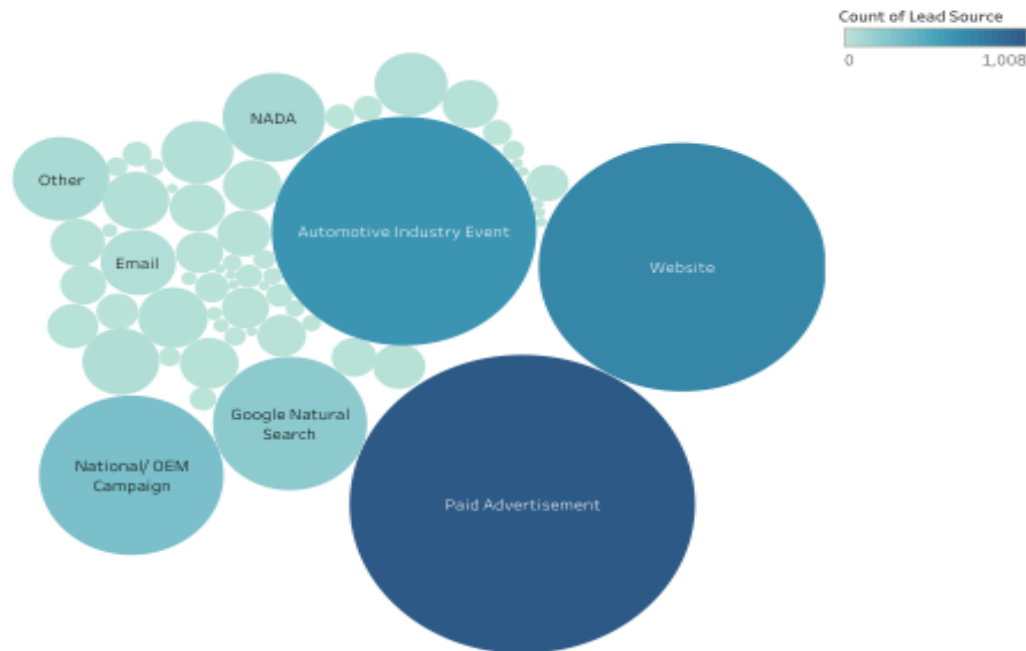 Count of Lead Source
0 1,008
NADA
Other
Automotive Industry Event
Email
Website
Google Natural
Search
National/ OEM
Campaign
Paid Advertisement